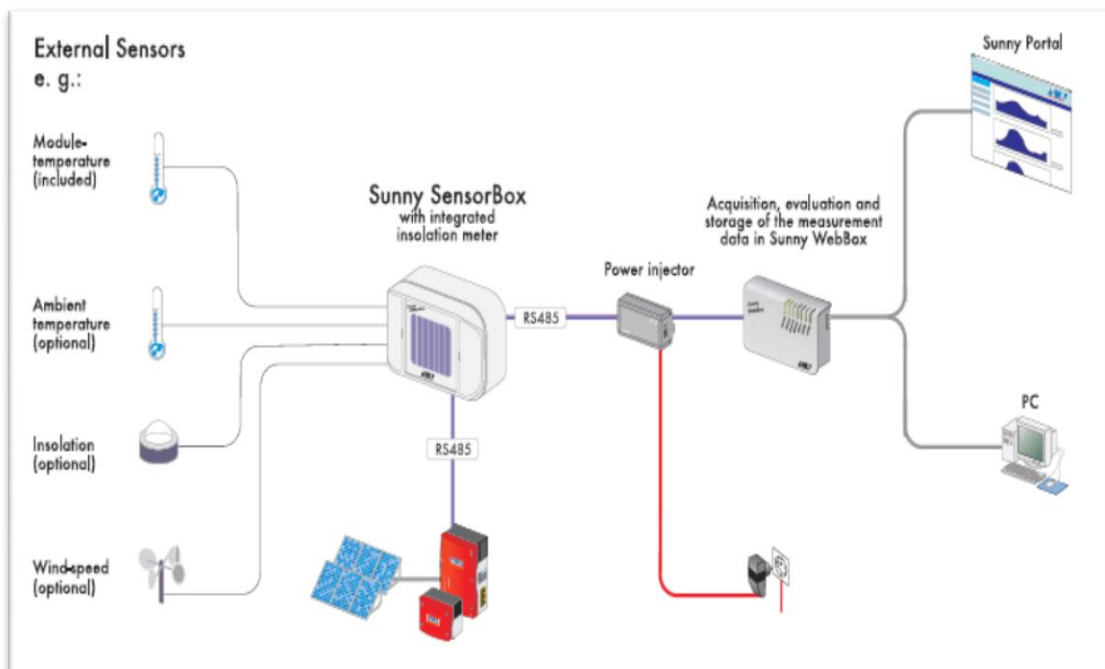 External Sensors
e. g.:
Module-
temperature
(included)
Ambient
temperature
(optional)
Insolation
(optional)
Wind-speed
(optional)
Sunny SensorBox
with integrated
insolation meter
RS485
RS485
Power injector
Acquisition, evaluation and
storage of the measurement
data in Sunny WebBox
Sunny Portal
PC